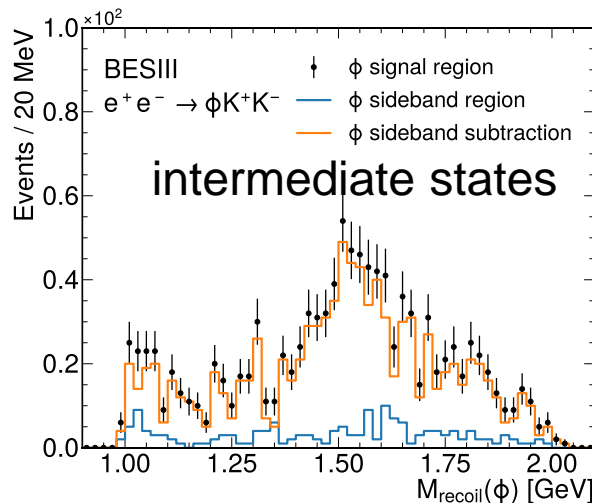 ×10²
1.0
0.8
0.6
0.4
0.2
0.0
Events / 20 MeV
BESIII
e⁺e⁻ → ϕK⁺K⁻
ϕ signal region
ϕ sideband region
ϕ sideband subtraction
intermediate states
1.00 1.25 1.50 1.75 2.00
M_recoil(ϕ) [GeV]